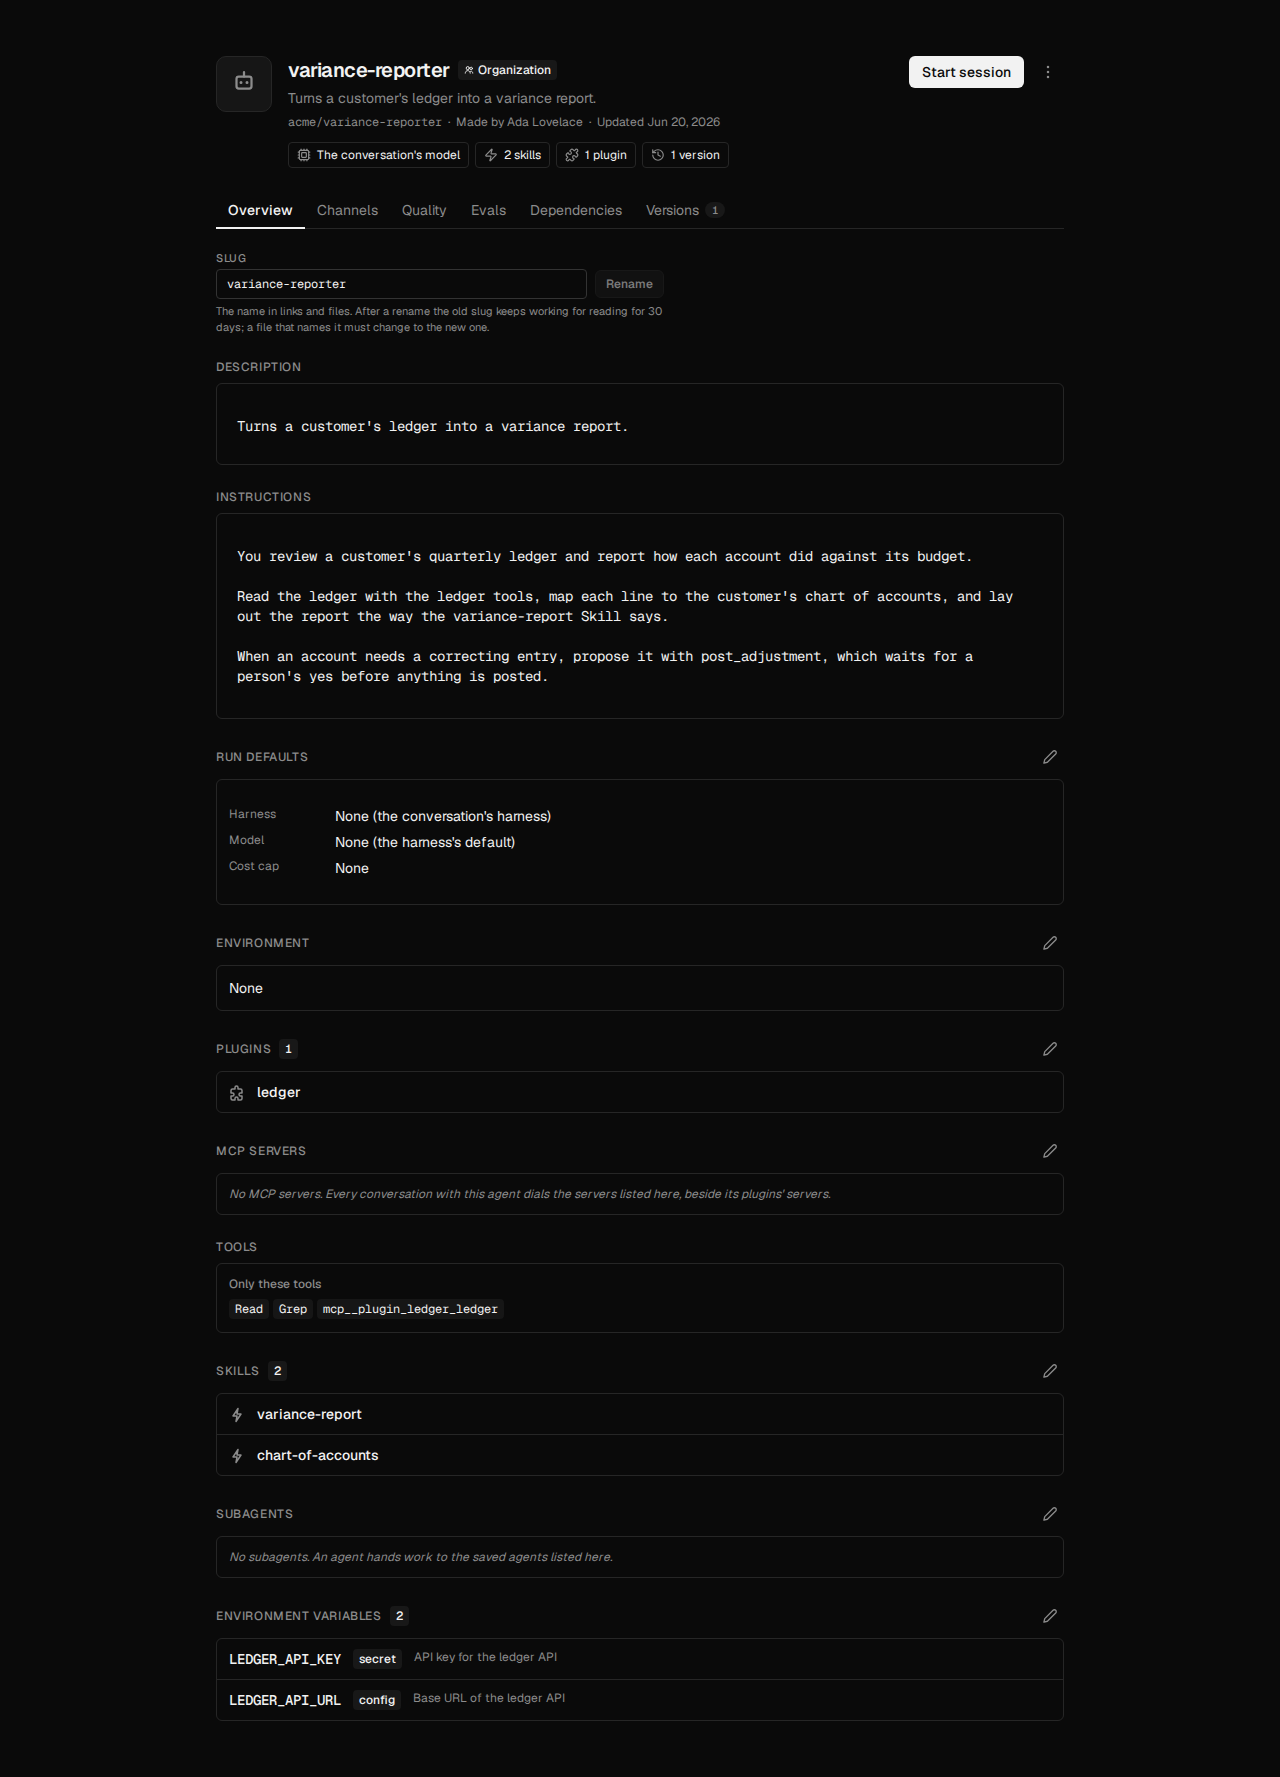 variance-reporter Organization
Start session
Turns a customer's ledger into a variance report.
acme/variance-reporter · Made by Ada Lovelace · Updated Jun 20, 2026
The conversation's model 2 skills 1 plugin 1 version
Overview Channels Quality Evals Dependencies Versions 1
SLUG
variance-reporter Rename
The name in links and files. After a rename the old slug keeps working for reading for 30
days; a file that names it must change to the new one.
DESCRIPTION
Turns a customer's ledger into a variance report.
INSTRUCTIONS
You review a customer's quarterly ledger and report how each account did against its budget.
Read the ledger with the ledger tools, map each line to the customer's chart of accounts, and lay
out the report the way the variance-report Skill says.
When an account needs a correcting entry, propose it with post_adjustment, which waits for a
person's yes before anything is posted.
RUN DEFAULTS
Harness None (the conversation's harness)
Model None (the harness's default)
Cost cap None
ENVIRONMENT
None
PLUGINS 1
ledger
MCP SERVERS
No MCP servers. Every conversation with this agent dials the servers listed here, beside its plugins' servers.
TOOLS
Only these tools
Read Grep mcp__plugin_ledger_ledger
SKILLS 2
variance-report
chart-of-accounts
SUBAGENTS
No subagents. An agent hands work to the saved agents listed here.
ENVIRONMENT VARIABLES 2
LEDGER_API_KEY secret API key for the ledger API
LEDGER_API_URL config Base URL of the ledger API